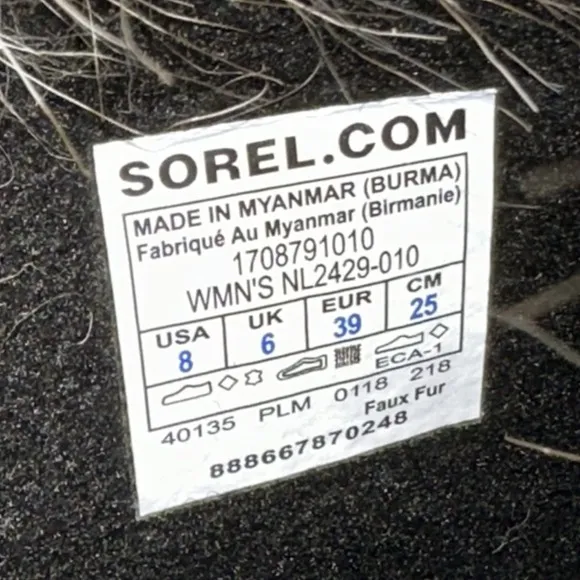 SOREL.COM
MADE IN MYANMAR (BURMA)
Fabriqué Au Myanmar (Birmanie)
1708791010
WMN'S NL2429-010
USA UK EUR CM
8 6 39 25
ECA-1
40135 PLM 0118 218
Faux Fur
888667870248